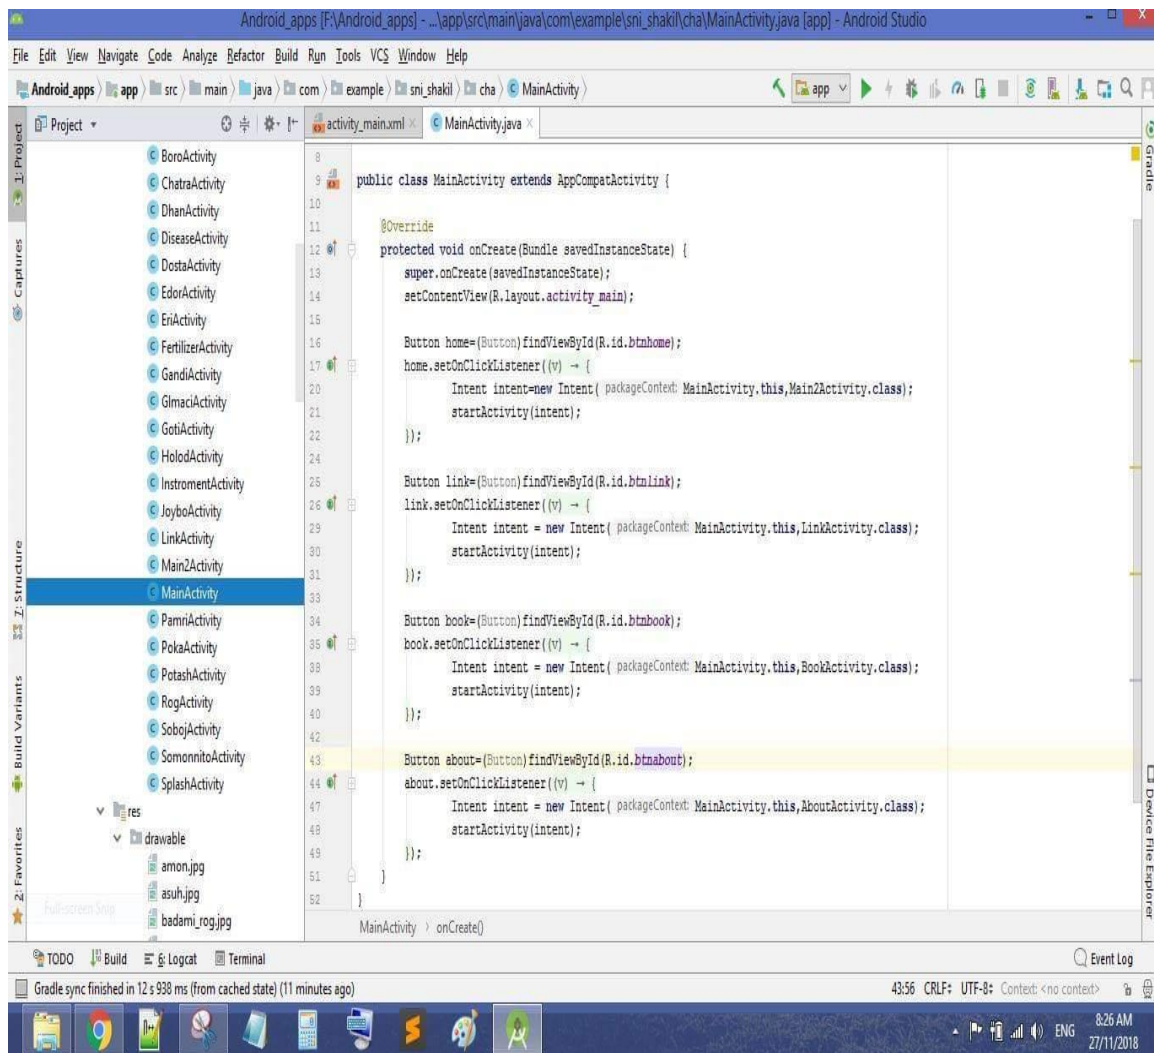 Android_apps [F:\Android_apps] - ...\app\src\main\java\com\example\sni_shakil\cha\MainActivity.java [app] - Android Studio
File Edit View Navigate Code Analyze Refactor Build Run Tools VCS Window Help
Android_apps app src main java com example sni_shakil cha MainActivity
app
Project
activity_main.xml
MainActivity.java
1: Project
Captures
7: Structure
Build Variants
2: Favorites
BoroActivity
ChatraActivity
DhanActivity
DiseaseActivity
DostaActivity
EdorActivity
EriActivity
FertilizerActivity
GandiActivity
GlmaciActivity
GotiActivity
HolodActivity
InstromentActivity
JoyboActivity
LinkActivity
Main2Activity
MainActivity
PamriActivity
PokaActivity
PotashActivity
RogActivity
SobojActivity
SomonnitoActivity
SplashActivity
res
drawable
amon.jpg
asuh.jpg
badami_rog.jpg
Full-screen Snip
8
9 public class MainActivity extends AppCompatActivity {
10
11 @Override
12 protected void onCreate(Bundle savedInstanceState) {
13 super.onCreate(savedInstanceState);
14 setContentView(R.layout.activity_main);
15
16 Button home=(Button)findViewById(R.id.btnhome);
17 home.setOnClickListener((v) → {
20 Intent intent=new Intent( packageContext: MainActivity.this,Main2Activity.class);
21 startActivity(intent);
22 });
24
25 Button link=(Button)findViewById(R.id.btnlink);
26 link.setOnClickListener((v) → {
29 Intent intent = new Intent( packageContext: MainActivity.this,LinkActivity.class);
30 startActivity(intent);
31 });
33
34 Button book=(Button)findViewById(R.id.btnbook);
35 book.setOnClickListener((v) → {
38 Intent intent = new Intent( packageContext: MainActivity.this,BookActivity.class);
39 startActivity(intent);
40 });
42
43 Button about=(Button)findViewById(R.id.btnabout);
44 about.setOnClickListener((v) → {
47 Intent intent = new Intent( packageContext: MainActivity.this,AboutActivity.class);
48 startActivity(intent);
49 });
51 }
52 }
MainActivity › onCreate()
Gradle
Device File Explorer
TODO Build 6: Logcat Terminal
Event Log
Gradle sync finished in 12 s 938 ms (from cached state) (11 minutes ago)
43:56 CRLF: UTF-8: Context: <no context>
ENG
8:26 AM
27/11/2018